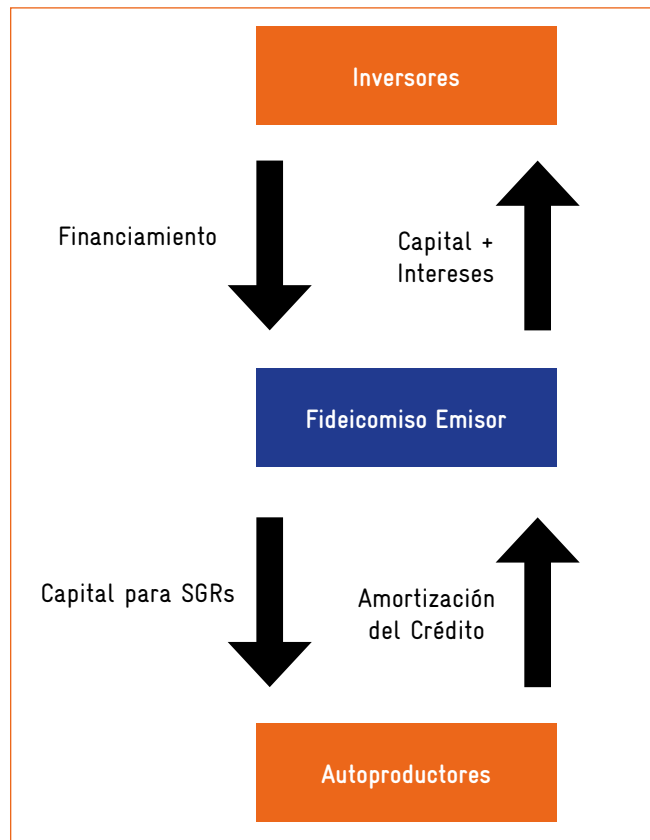 Inversores
Financiamiento
Capital +
Intereses
Fideicomiso Emisor
Capital para SGRs
Amortización
del Crédito
Autoproductores